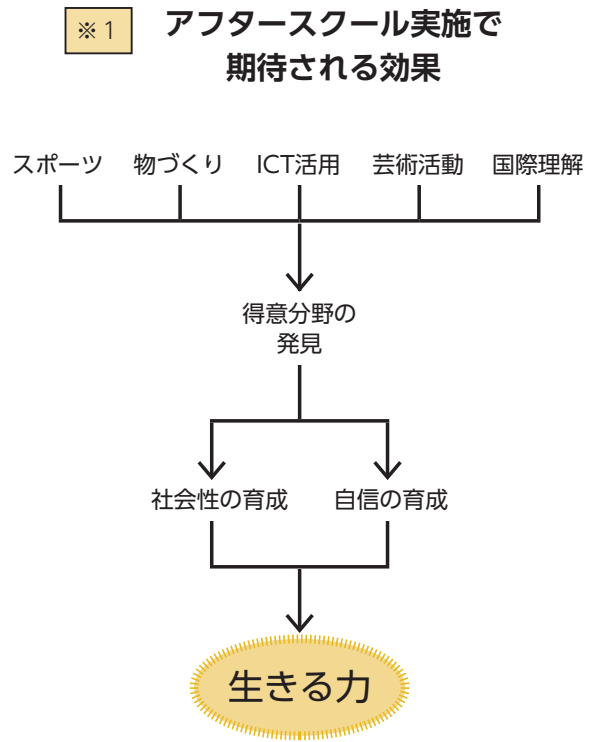 ※1
アフタースクール実施で
期待される効果
スポーツ 物づくり ICT活用 芸術活動 国際理解
得意分野の
発見
社会性の育成 自信の育成
生きる力